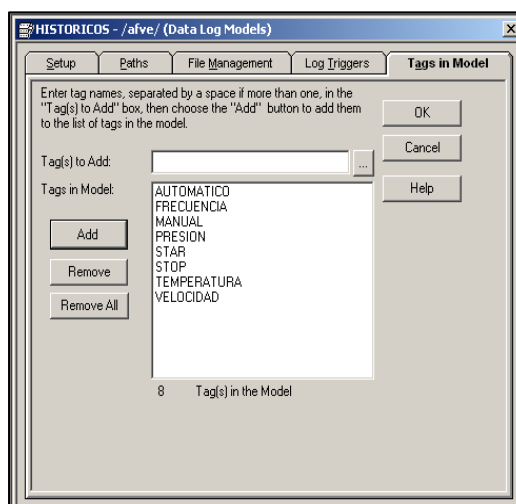 HISTORICOS - /afve/ (Data Log Models)
Setup
Paths
File Management
Log Triggers
Tags in Model
Enter tag names, separated by a space if more than one, in the
"Tag(s) to Add" box, then choose the "Add" button to add them
to the list of tags in the model.
OK
Cancel
Help
Tag(s) to Add:
...
Tags in Model:
AUTOMATICO
FRECUENCIA
MANUAL
PRESION
STAR
STOP
TEMPERATURA
VELOCIDAD
Add
Remove
Remove All
8 Tag(s) in the Model